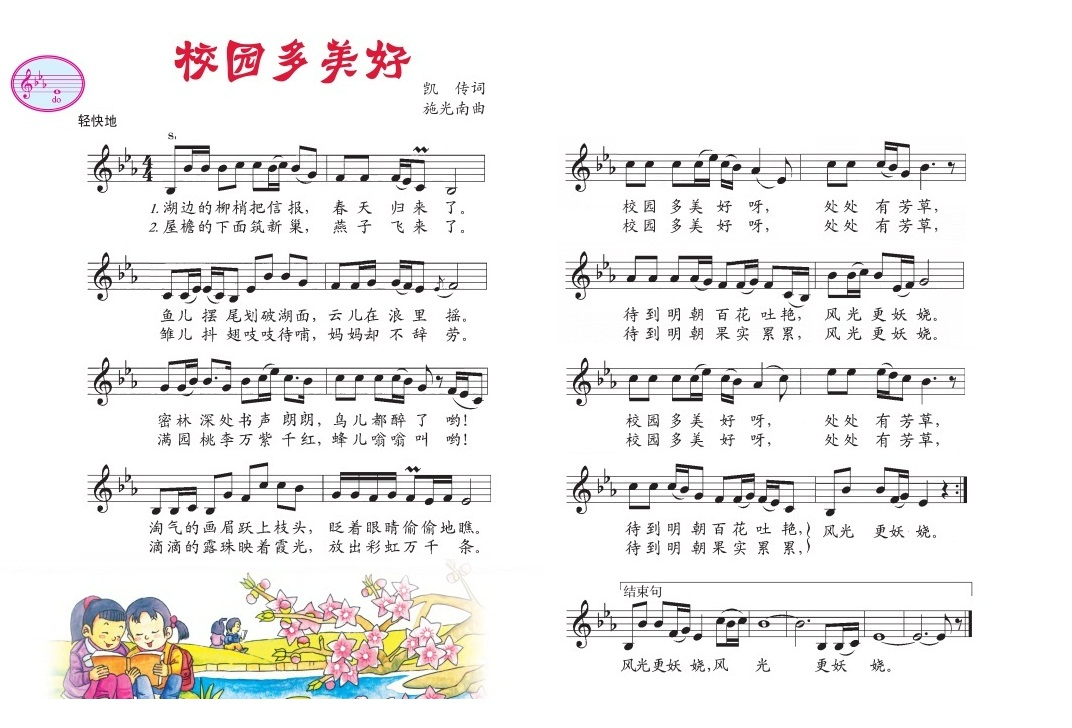 校园多美好
凯 传词
施光南曲
do
轻快地
s.
4
4
1.湖边的柳梢把信报， 春天 归来了。
2.屋檐的下面筑新巢， 燕子 飞来了。
鱼儿摆尾划破湖面，云儿在浪里 摇。
雏儿抖翅吱吱待哺，妈妈却不辞 劳。
密林深处书声朗朗，鸟儿都醉了哟！
满园桃李万紫千红，蜂儿嗡嗡叫哟！
淘气的画眉跃上枝头， 眨着眼睛偷偷地瞧。
滴滴的露珠映着霞光， 放出彩虹万千 条。
校园多美好呀， 处处有芳草，
校园多美好呀， 处处有芳草，
待到明朝百花吐艳， 风光更妖娆。
待到明朝果实累累， 风光更妖娆。
校园多美好呀， 处处有芳草，
校园多美好呀， 处处有芳草，
待到明朝百花吐艳，风光 更妖娆。
待到明朝果实累累，
结束句
风光更妖娆，风 光 更妖 娆。